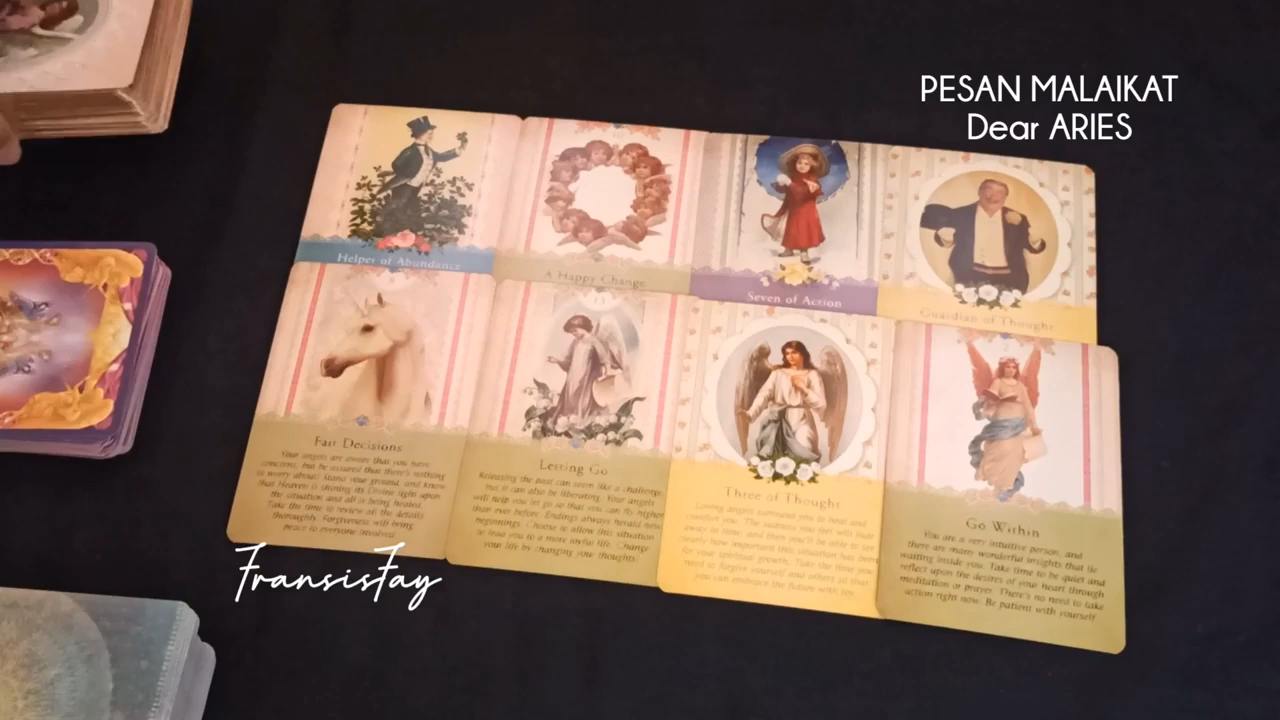 PESAN MALAIKAT
Dear ARIES
Helper of Abundance
A Happy Change
Seven of Action
Guardian of Thought
Fair Decisions
Your angels are aware that you have
concerns, but be assured that there's nothing
to worry about! Stand your ground, and know
that Heaven is shining its Divine light upon
the situation and all is being healed.
Take the time to review all the details
thoroughly. Forgiveness will bring
peace to everyone involved.
13
Letting Go
Releasing the past can seem like a challenge,
but it can also be liberating. Your angels
will help you let go so that you can fly higher
than ever before. Endings always herald new
beginnings. Choose to allow this situation
to lead you to a more joyful life. Change
your life by changing your thoughts!
Three of Thought
Loving angels surround you to heal and
comfort you. The sadness you feel will fade
away in time, and then you'll be able to see
clearly how important this situation has been
for your spiritual growth. Take the time you
need to forgive yourself and others so that
you can embrace the future with joy.
Go Within
You are a very intuitive person, and
there are many wonderful insights that lie
waiting inside you. Take time to be quiet and
reflect upon the desires of your heart through
meditation or prayer. There's no need to take
action right now. Be patient with yourself
FransisFay